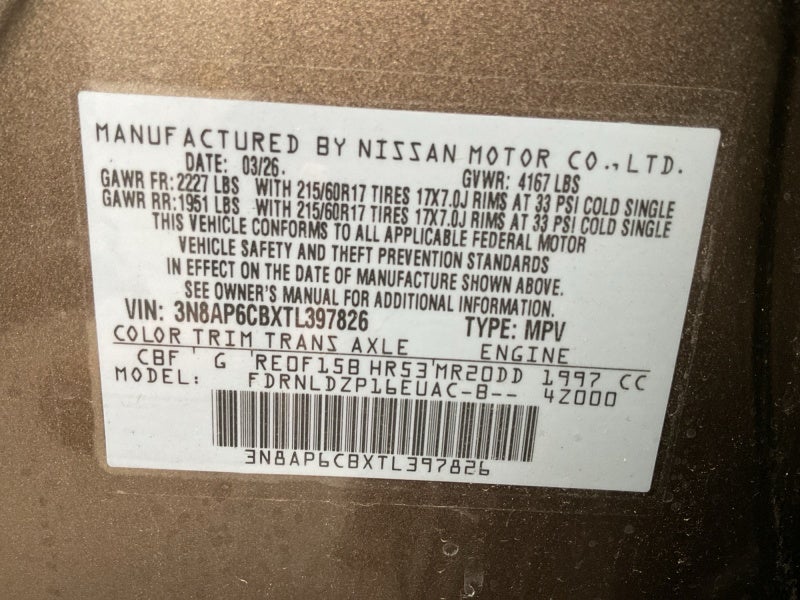 MANUFACTURED BY NISSAN MOTOR CO., LTD.
DATE: 03/26. GVWR: 4167 LBS
GAWR FR: 2227 LBS WITH 215/60R17 TIRES 17X7.0J RIMS AT 33 PSI COLD SINGLE
GAWR RR: 1951 LBS WITH 215/60R17 TIRES 17X7.0J RIMS AT 33 PSI COLD SINGLE
THIS VEHICLE CONFORMS TO ALL APPLICABLE FEDERAL MOTOR
VEHICLE SAFETY AND THEFT PREVENTION STANDARDS
IN EFFECT ON THE DATE OF MANUFACTURE SHOWN ABOVE.
SEE OWNER'S MANUAL FOR ADDITIONAL INFORMATION.
VIN: 3N8AP6CBXTL397826 TYPE: MPV
COLOR TRIM TRANS AXLE ENGINE
CBF G RE0F15B HR53 MR20DD 1997 CC
MODEL: FDRNLDZP16EUAC-B-- 4Z000
3N8AP6CBXTL397826